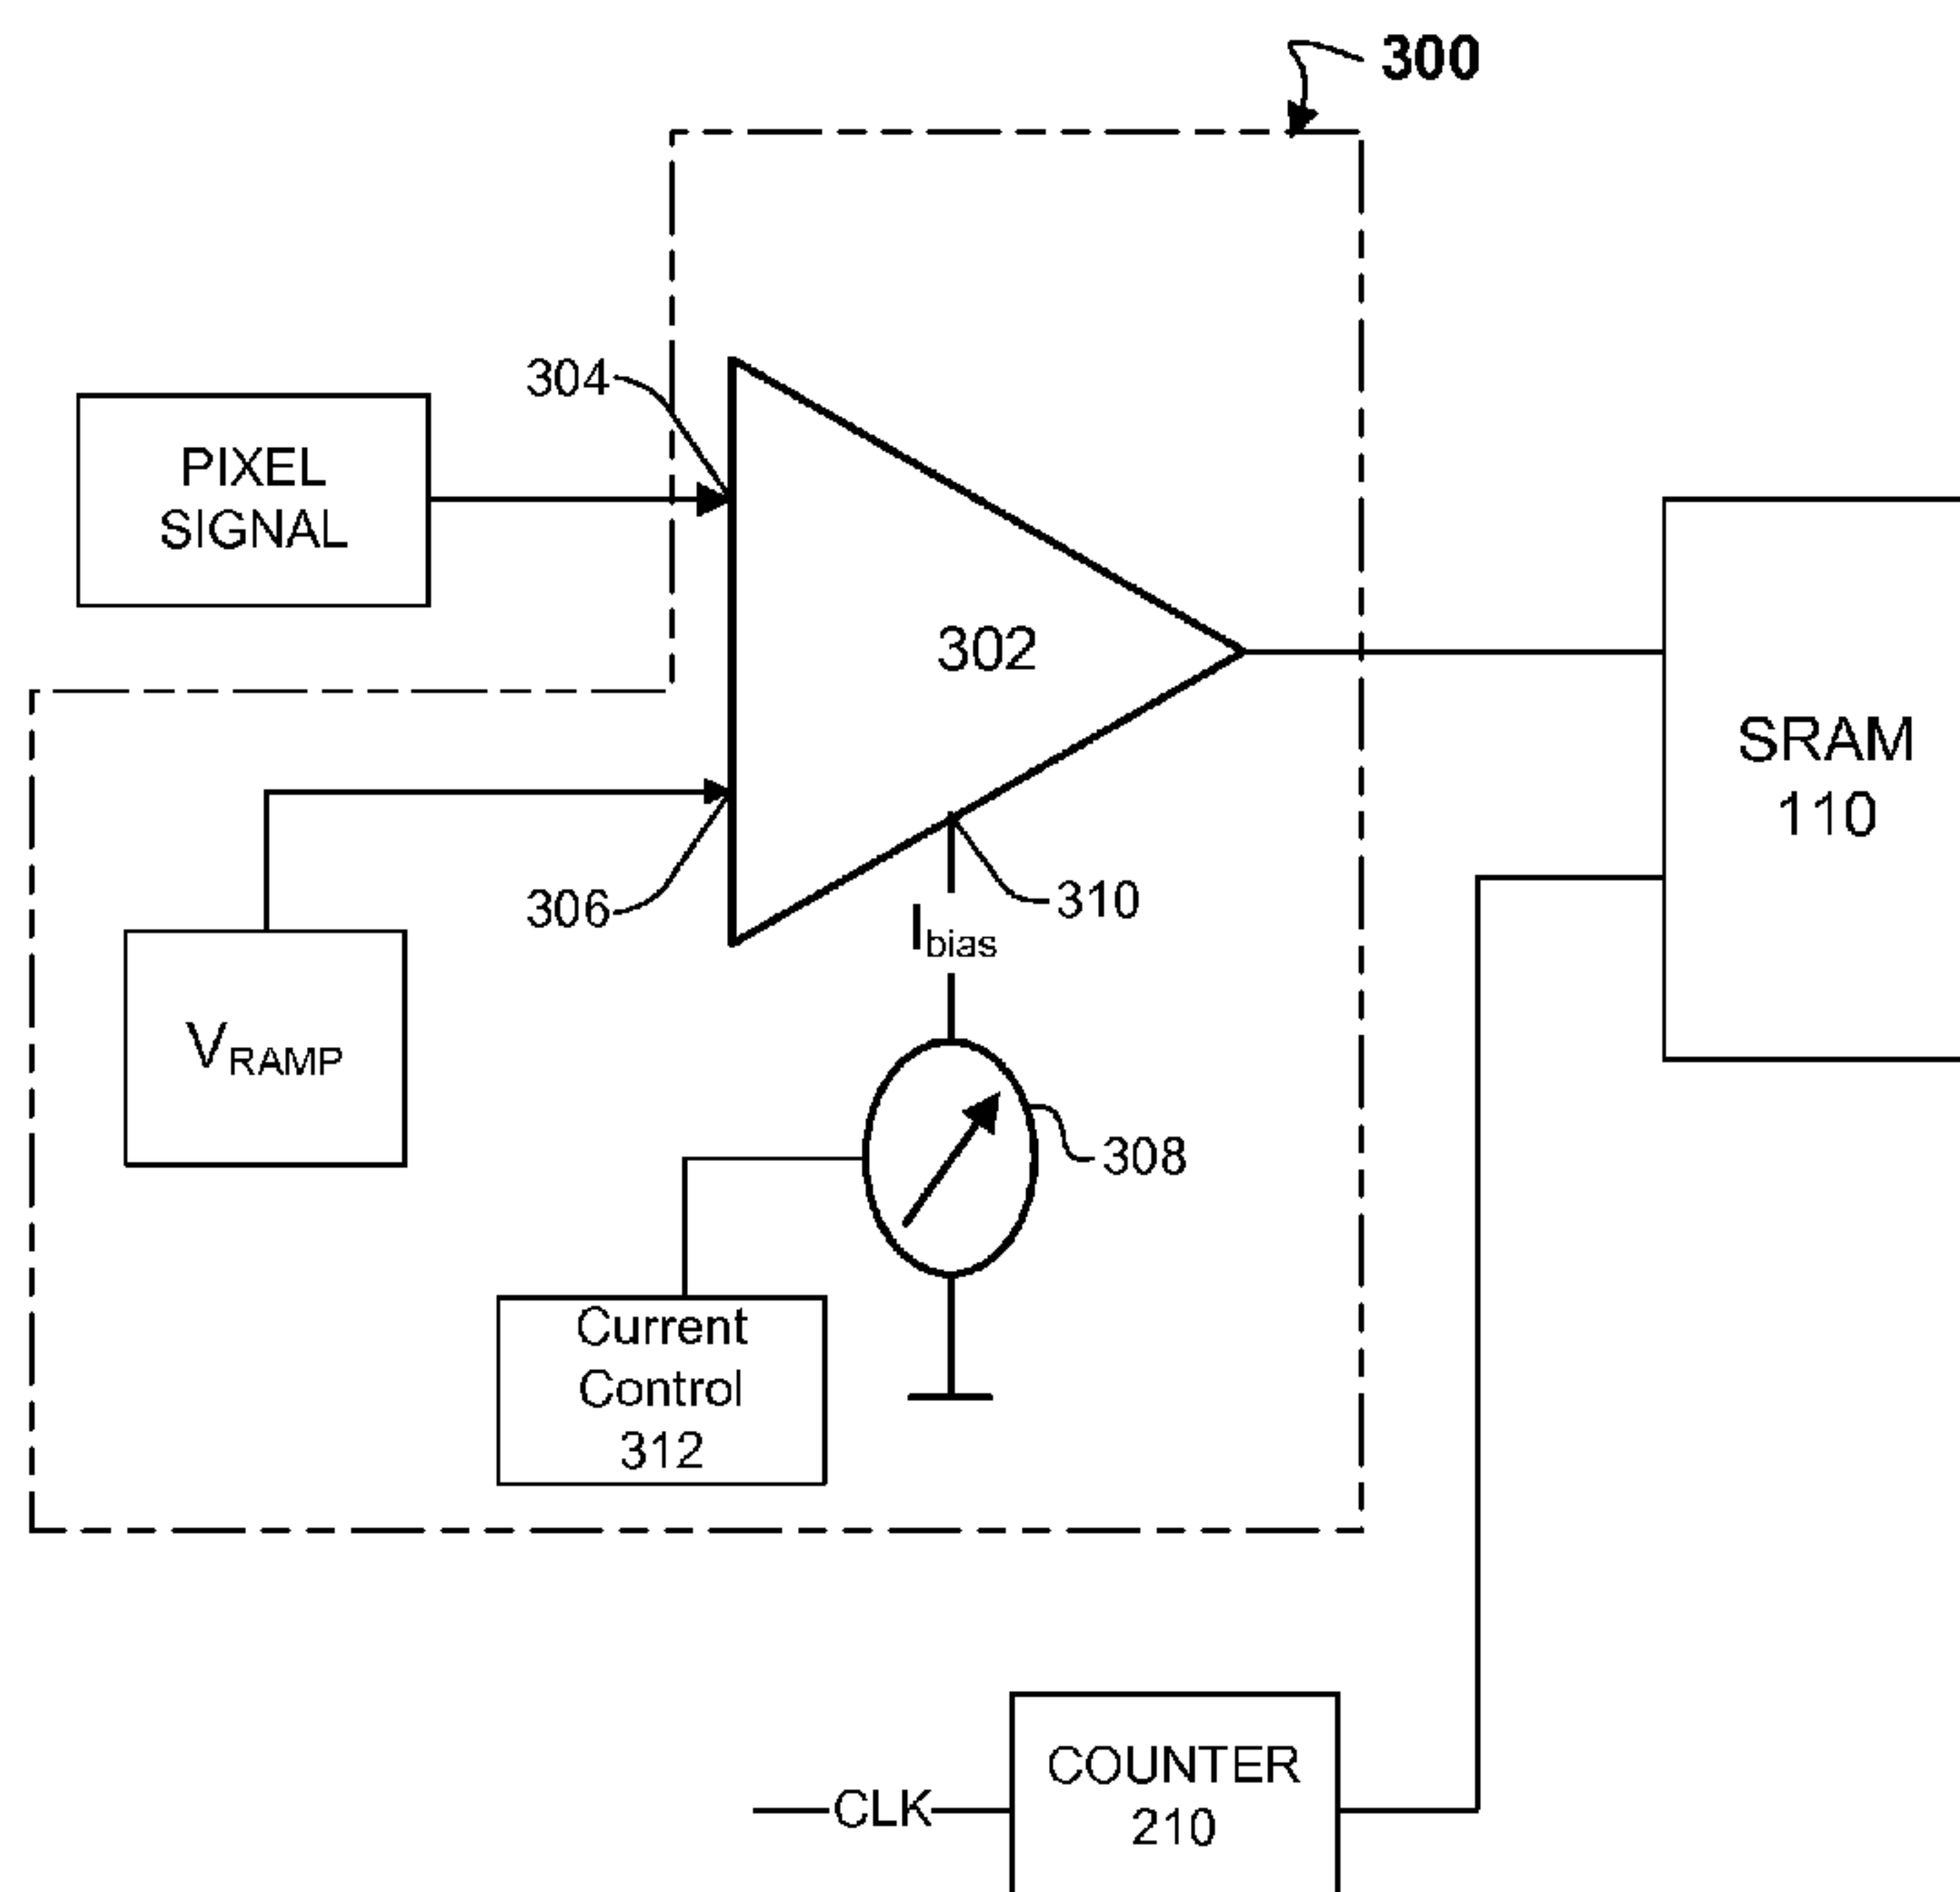 300
304
PIXEL
SIGNAL
302
SRAM
110
306
310
Ibias
VRAMP
308
Current
Control
312
COUNTER
210
CLK